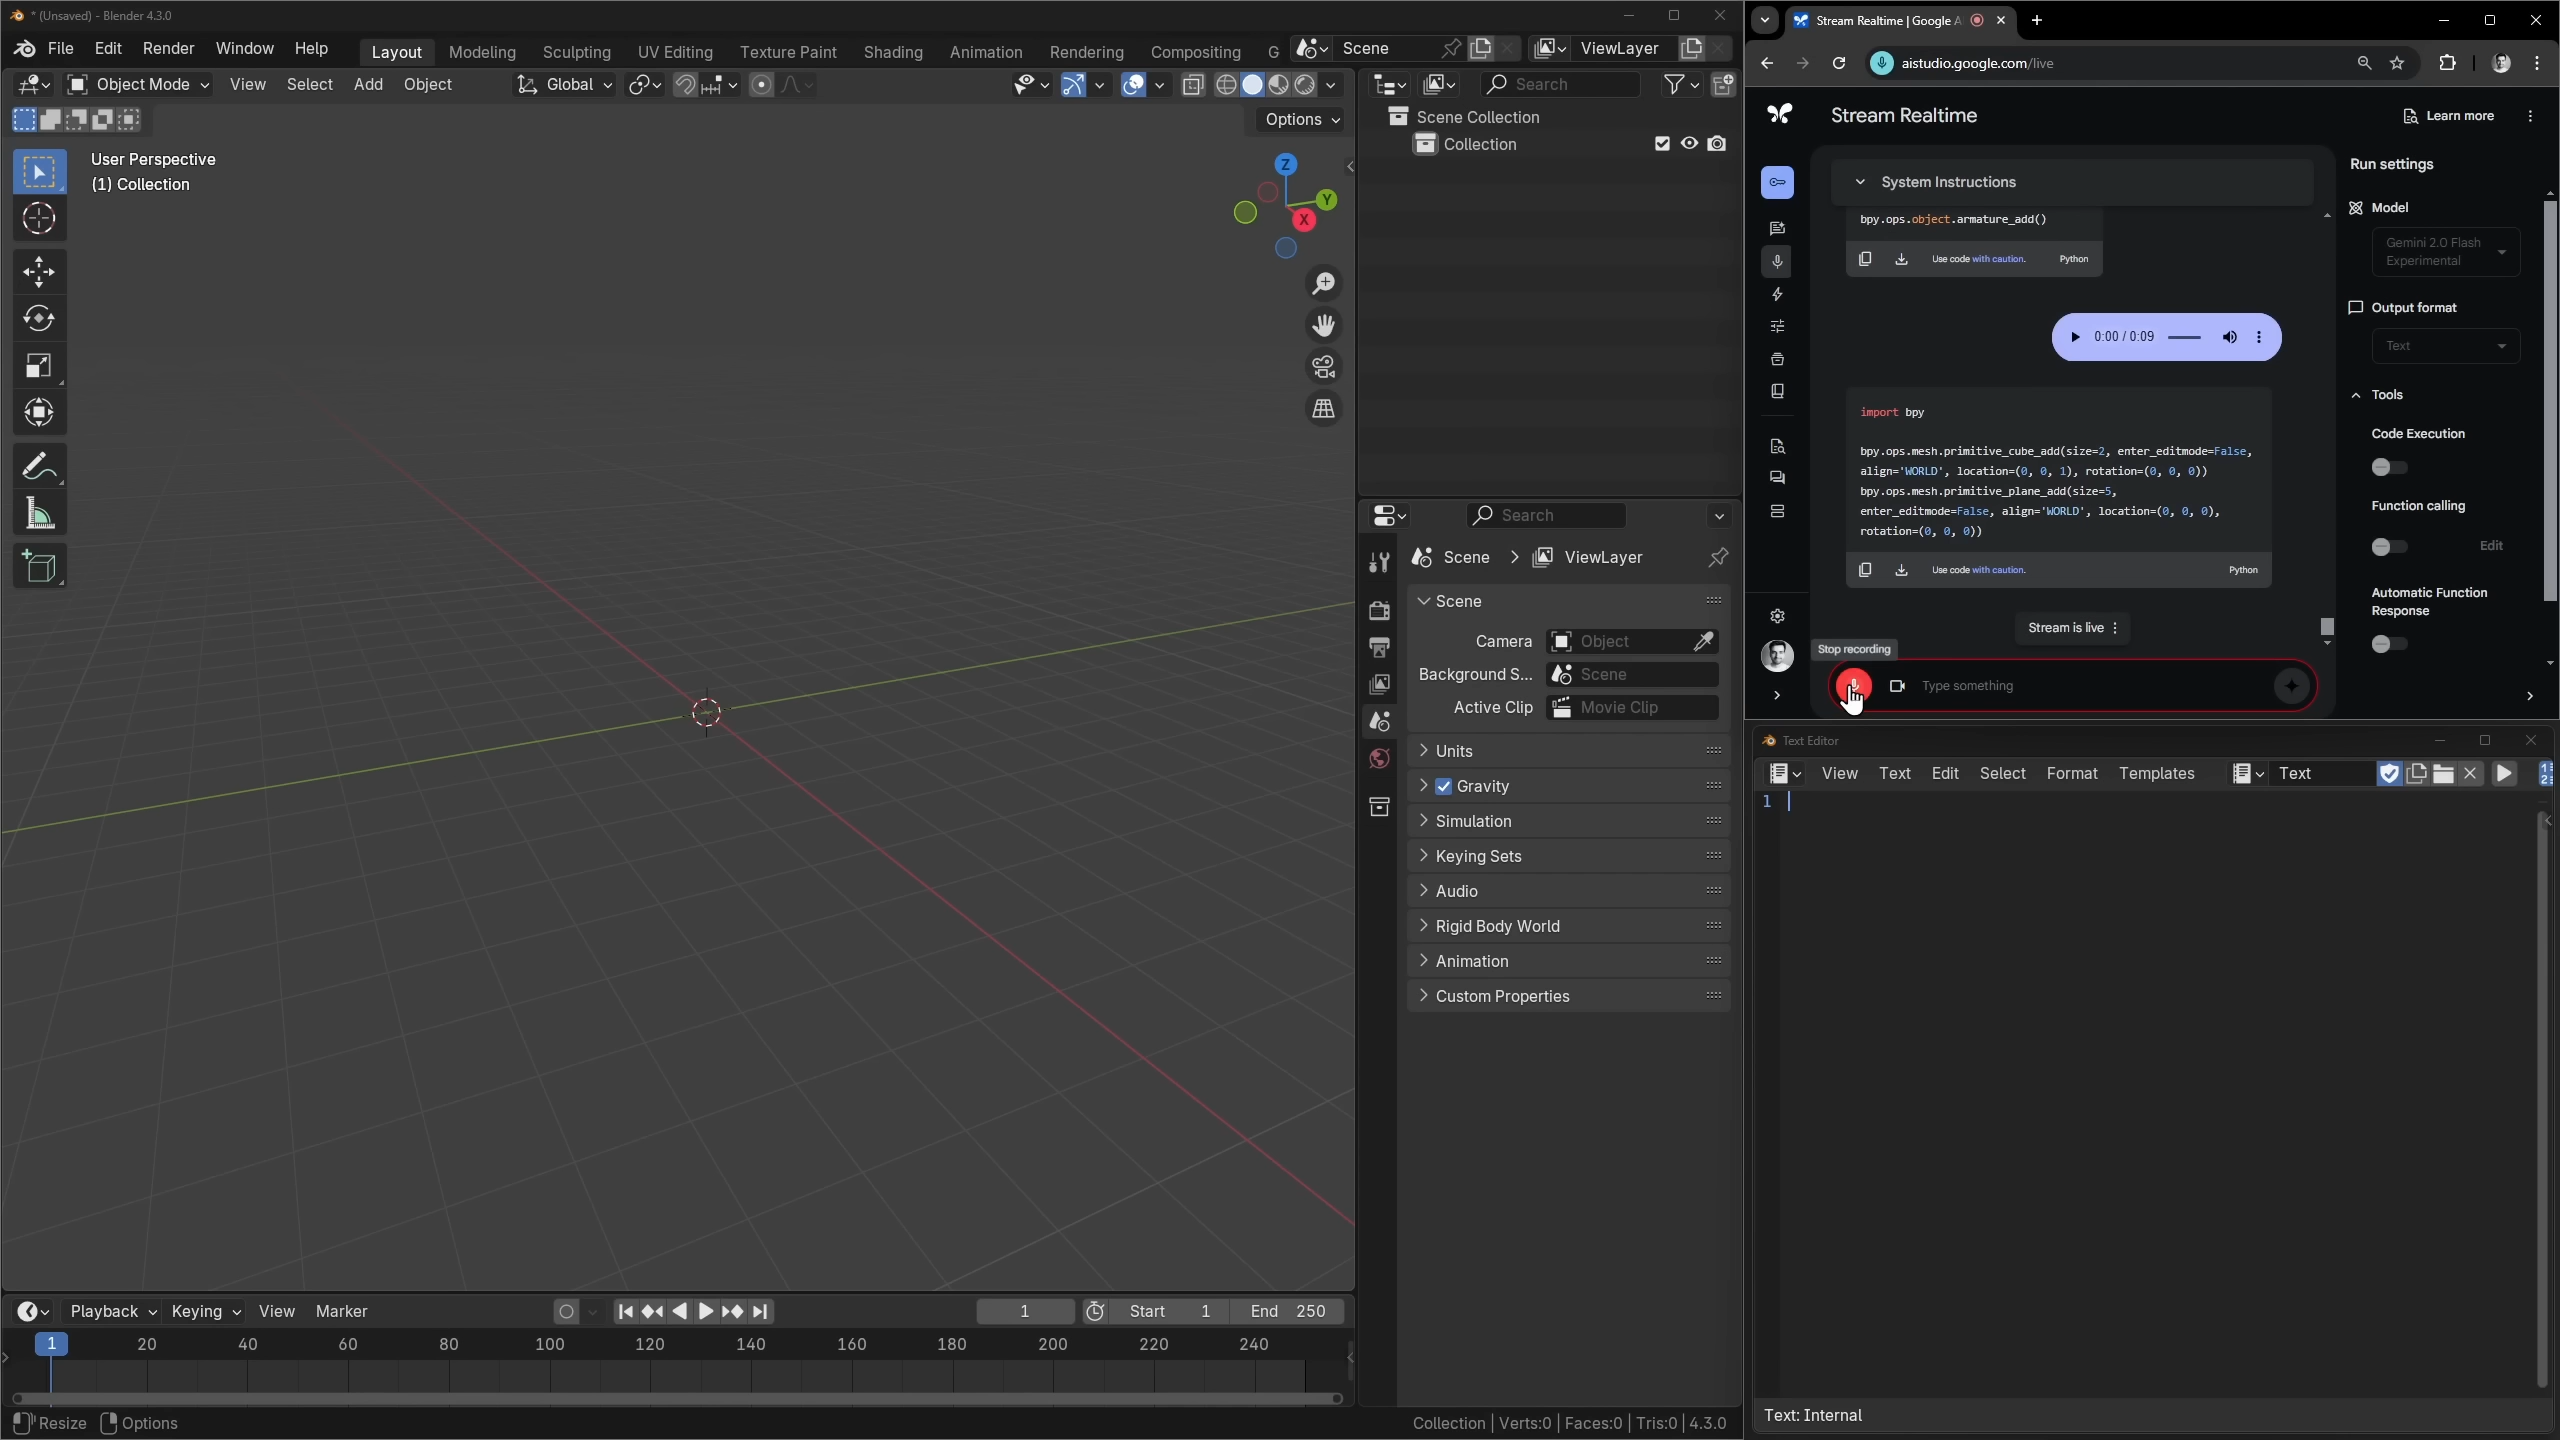 * (Unsaved) - Blender 4.3.0
File Edit Render Window Help
Layout Modeling Sculpting UV Editing Texture Paint Shading Animation Rendering Compositing G
Scene
ViewLayer
Object Mode View Select Add Object
Global
Options
User Perspective
(1) Collection
Z
Y
X
Search
Scene Collection
Collection
Search
Scene > ViewLayer
Scene
Camera Object
Background S... Scene
Active Clip Movie Clip
Units
Gravity
Simulation
Keying Sets
Audio
Rigid Body World
Animation
Custom Properties
Playback Keying View Marker
1 Start 1 End 250
1 20 40 60 80 100 120 140 160 180 200 220 240
Resize Options
Collection | Verts:0 | Faces:0 | Tris:0 | 4.3.0
Stream Realtime | Google A
aistudio.google.com/live
Stream Realtime
Learn more
System Instructions
bpy.ops.object.armature_add()
Use code with caution. Python
0:00 / 0:09
import bpy
bpy.ops.mesh.primitive_cube_add(size=2, enter_editmode=False,
align='WORLD', location=(0, 0, 1), rotation=(0, 0, 0))
bpy.ops.mesh.primitive_plane_add(size=5,
enter_editmode=False, align='WORLD', location=(0, 0, 0),
rotation=(0, 0, 0))
Use code with caution. Python
Stream is live
Stop recording
Type something
Run settings
Model
Gemini 2.0 Flash
Experimental
Output format
Text
Tools
Code Execution
Function calling
Edit
Automatic Function
Response
Text Editor
View Text Edit Select Format Templates
Text
1
2
1
Text: Internal